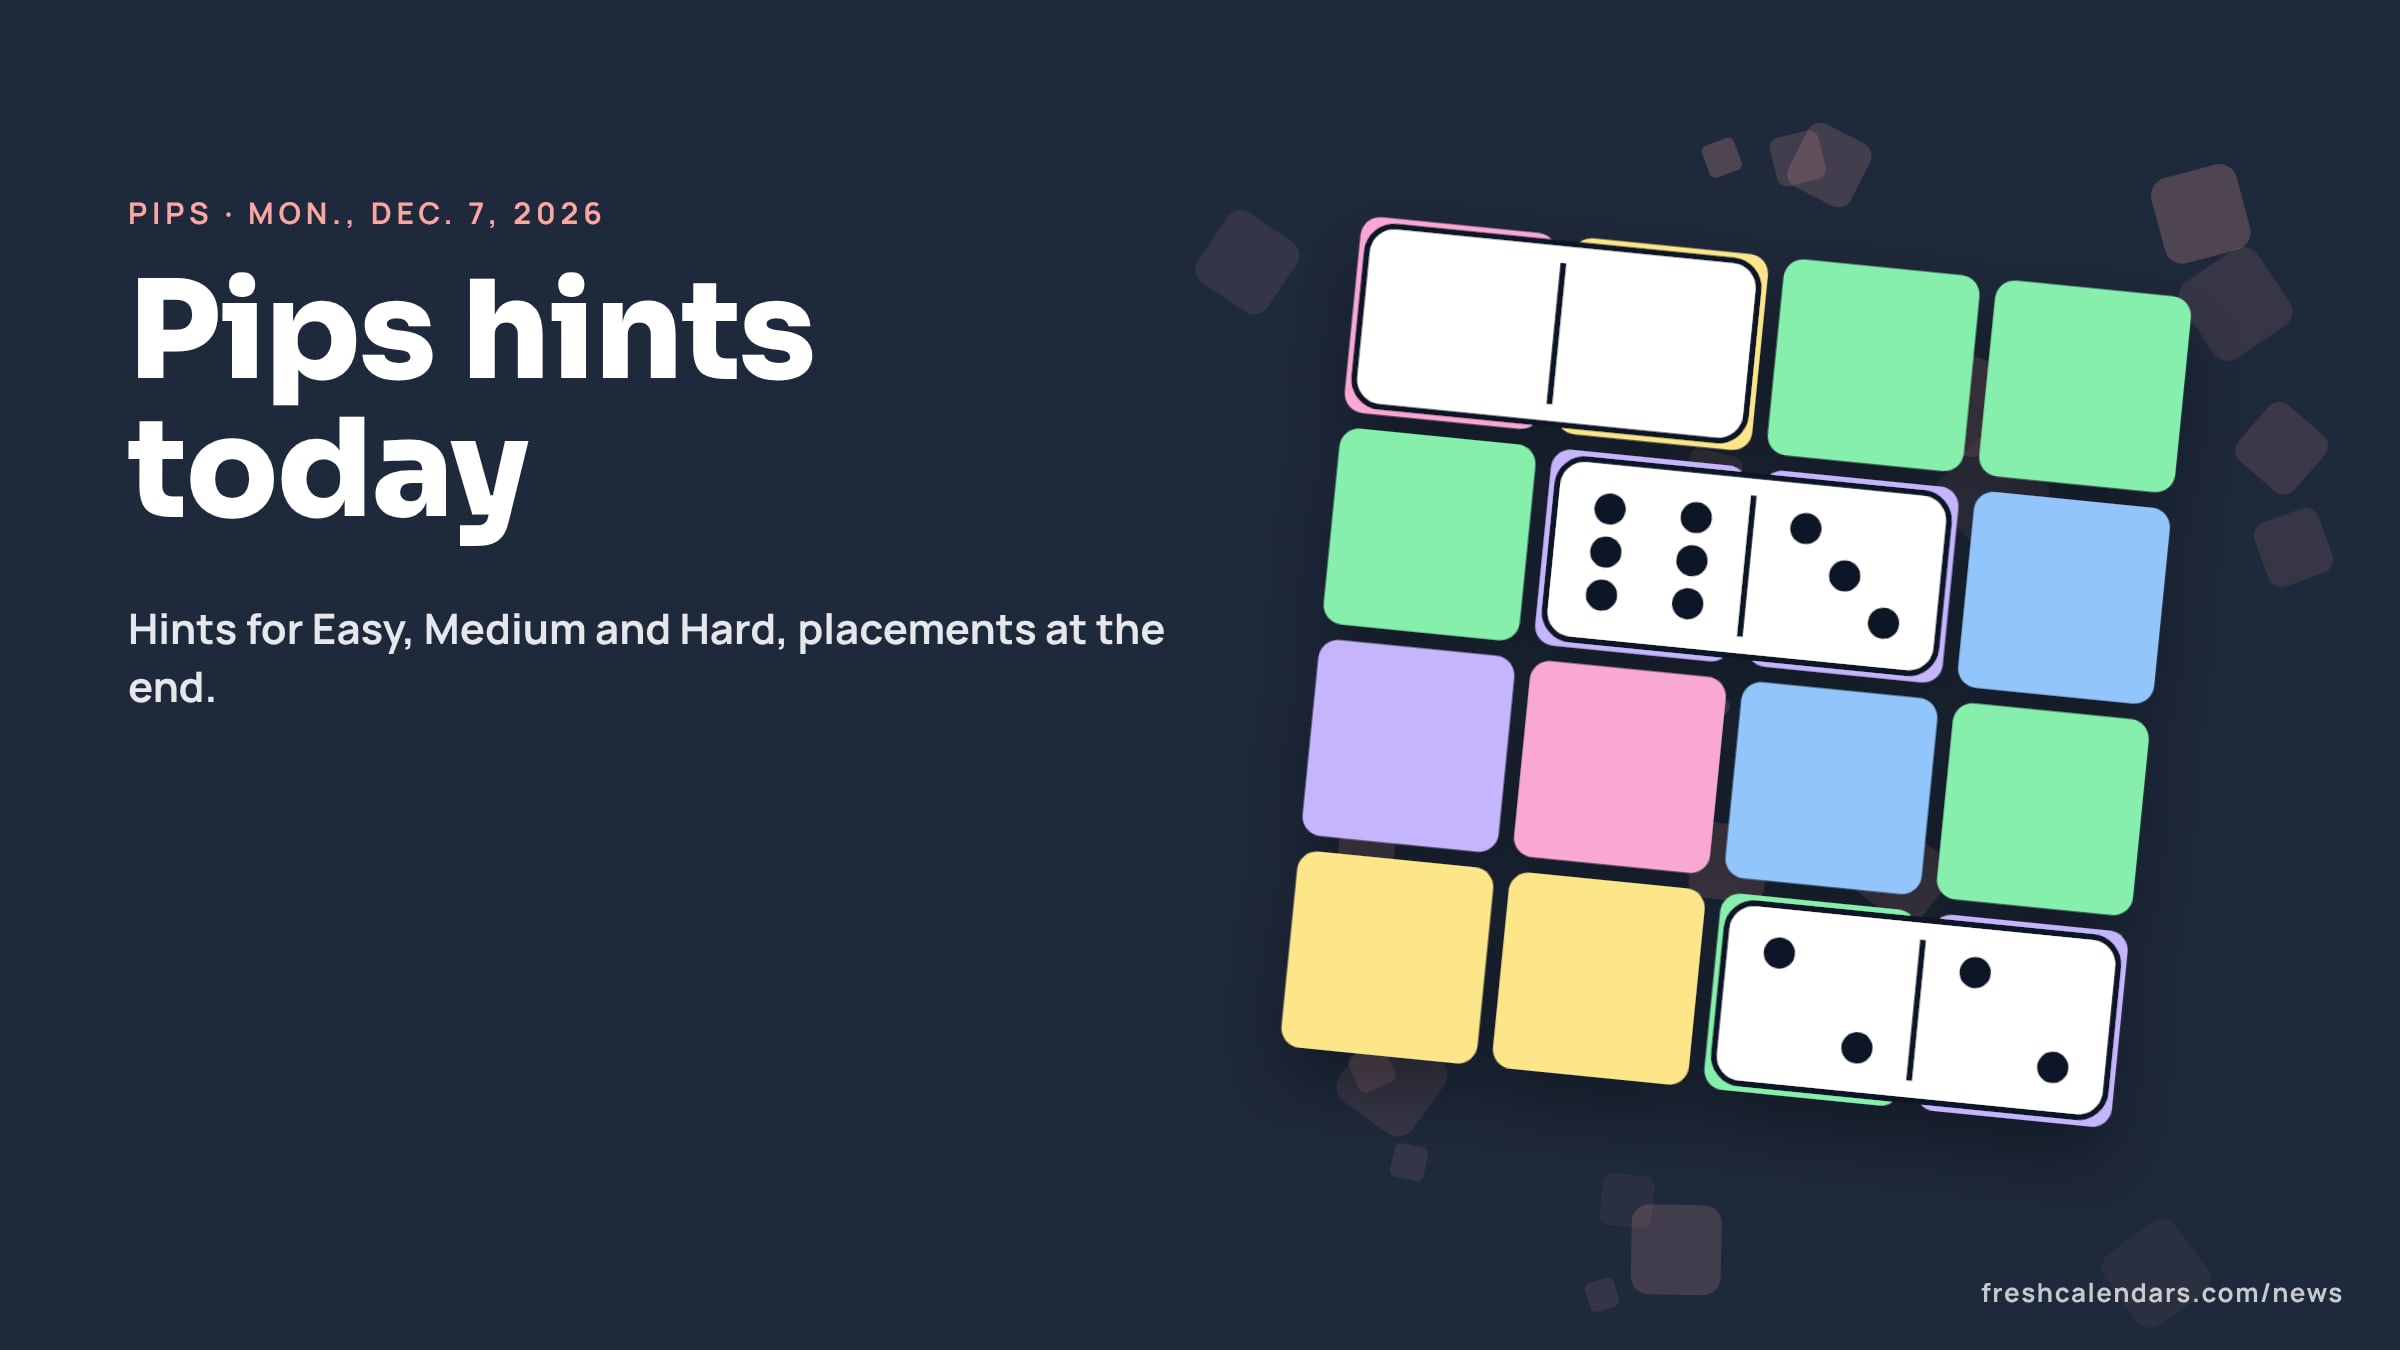 PIPS · MON., DEC. 7, 2026
Pips hints
today
Hints for Easy, Medium and Hard, placements at the
end.
freshcalendars.com/news